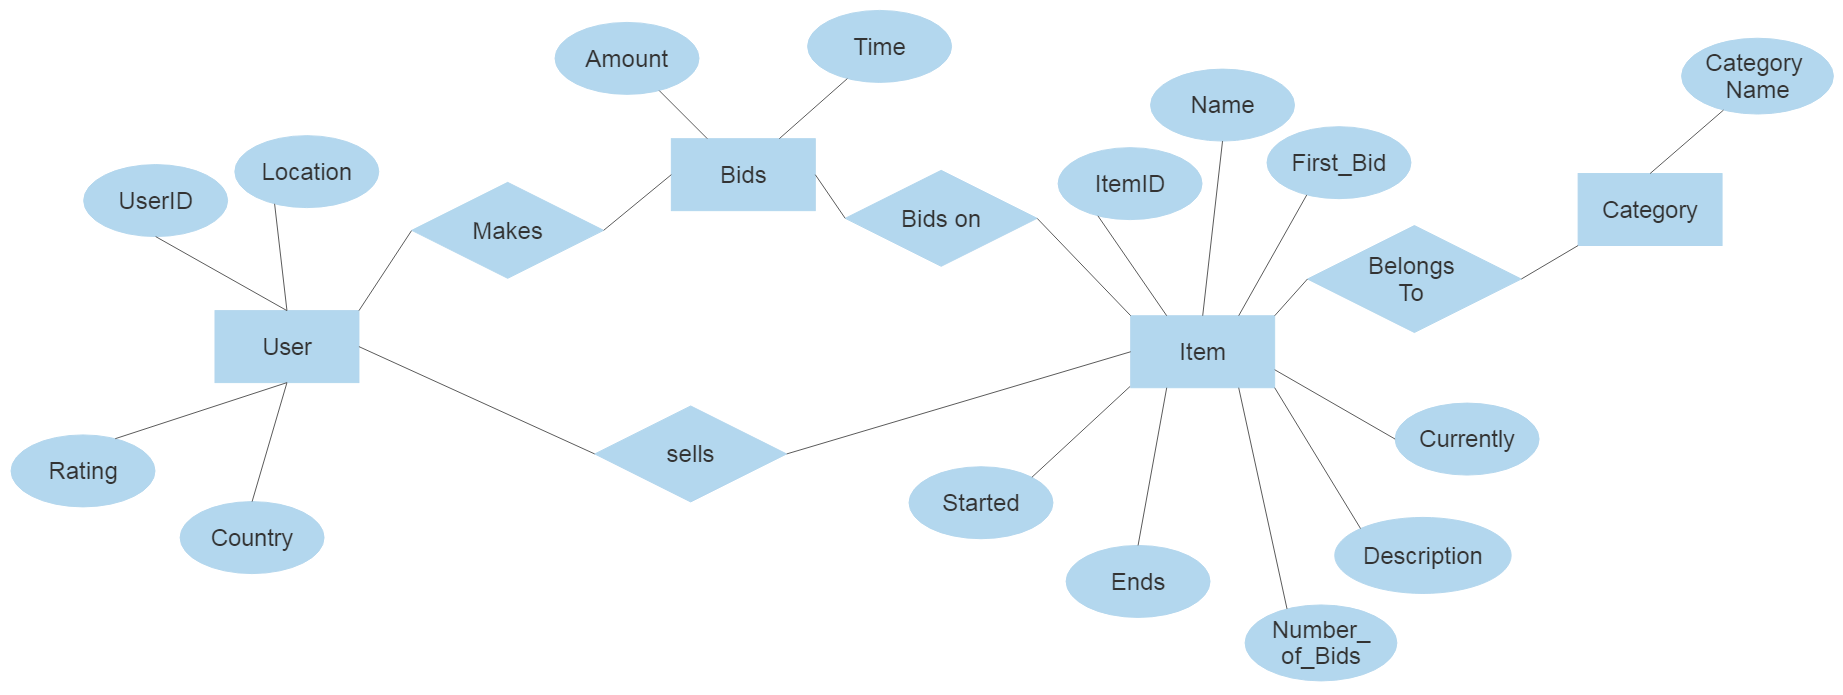 Amount
Time
Category
Name
Name
First_Bid
Bids
Location
ItemID
UserID
Category
Bids on
Makes
Belongs
To
User
Item
Currently
sells
Rating
Started
Country
Description
Ends
Number_
of_Bids